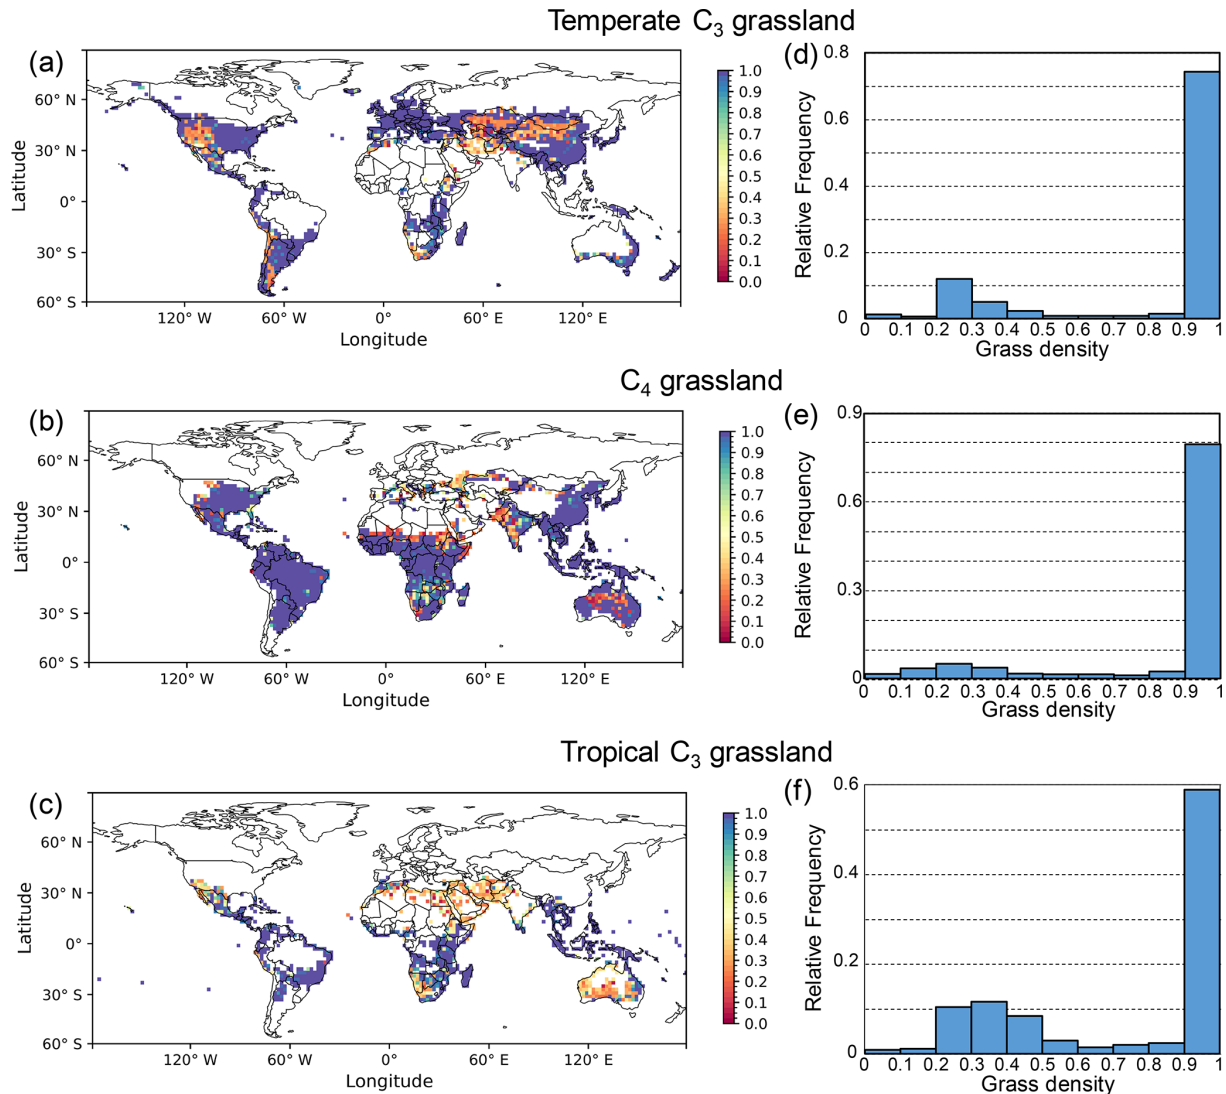 Temperate C3 grassland
(a)
60° N
30° N
0°
30° S
60° S
Latitude
120° W
60° W
0°
60° E
120° E
Longitude
1.0
0.9
0.8
0.7
0.6
0.5
0.4
0.3
0.2
0.1
0.0
(d)
0.8
0.6
0.4
0.2
0
Relative Frequency
0 0.1 0.2 0.3 0.4 0.5 0.6 0.7 0.8 0.9 1
Grass density
C4 grassland
(b)
60° N
30° N
0°
30° S
60° S
Latitude
120° W
60° W
0°
60° E
120° E
Longitude
1.0
0.9
0.8
0.7
0.6
0.5
0.4
0.3
0.2
0.1
0.0
(e)
0.9
0.6
0.3
0
Relative Frequency
0 0.1 0.2 0.3 0.4 0.5 0.6 0.7 0.8 0.9 1
Grass density
Tropical C3 grassland
(c)
60° N
30° N
0°
30° S
60° S
Latitude
120° W
60° W
0°
60° E
120° E
Longitude
1.0
0.9
0.8
0.7
0.6
0.5
0.4
0.3
0.2
0.1
0.0
(f)
0.6
0.4
0.2
0
Relative Frequency
0 0.1 0.2 0.3 0.4 0.5 0.6 0.7 0.8 0.9 1
Grass density